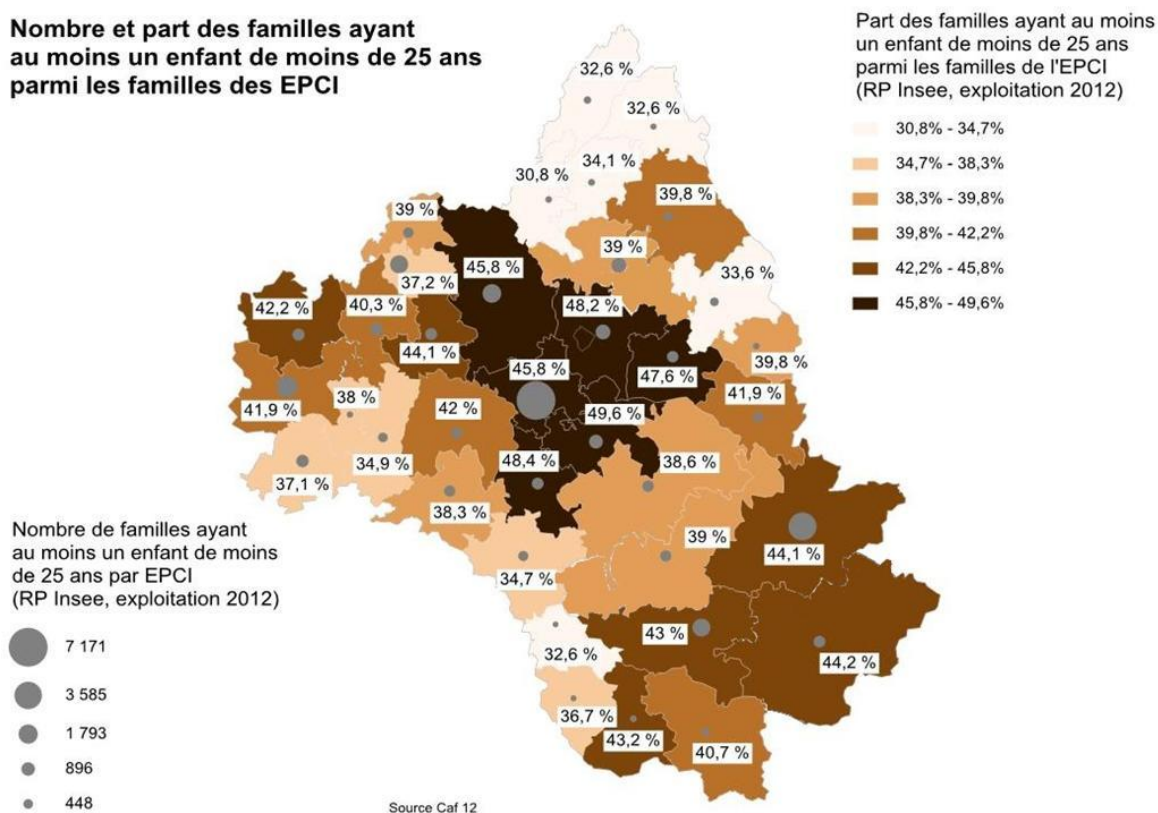 Nombre et part des familles ayant
au moins un enfant de moins de 25 ans
parmi les familles des EPCI
Part des familles ayant au moins
un enfant de moins de 25 ans
parmi les familles de l'EPCI
(RP Insee, exploitation 2012)
30,8% - 34,7%
34,7% - 38,3%
38,3% - 39,8%
39,8% - 42,2%
42,2% - 45,8%
45,8% - 49,6%
32,6 %
32,6 %
34,1 %
30,8 %
39,8 %
39 %
39 %
45,8 %
37,2 %
33,6 %
42,2 %
40,3 %
48,2 %
44,1 %
39,8 %
45,8 %
47,6 %
41,9 %
38 %
41,9 %
42 %
49,6 %
34,9 %
48,4 %
38,6 %
37,1 %
38,3 %
39 %
44,1 %
34,7 %
43 %
32,6 %
44,2 %
36,7 %
43,2 %
40,7 %
Nombre de familles ayant
au moins un enfant de moins
de 25 ans par EPCI
(RP Insee, exploitation 2012)
7 171
3 585
1 793
896
448
Source Caf 12